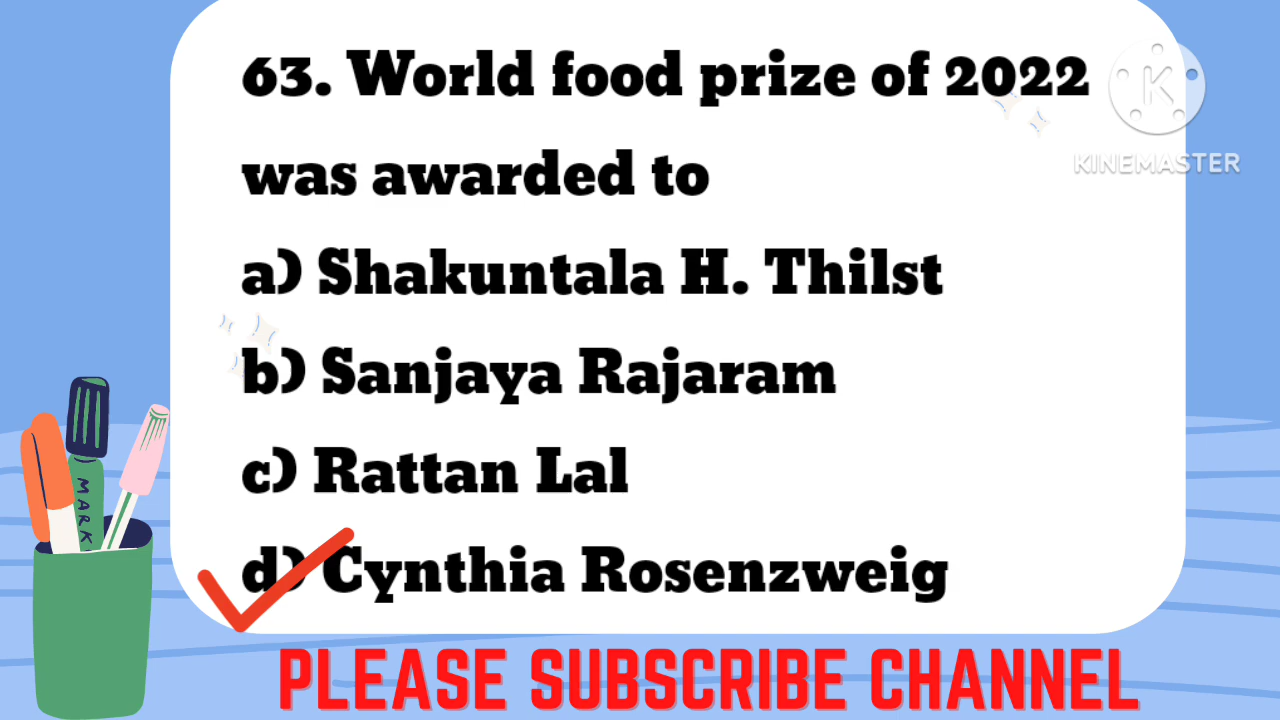 63. World food prize of 2022
was awarded to
a) Shakuntala H. Thilst
b) Sanjaya Rajaram
c) Rattan Lal
d) Cynthia Rosenzweig
PLEASE SUBSCRIBE CHANNEL
K
KINEMASTER
MARK